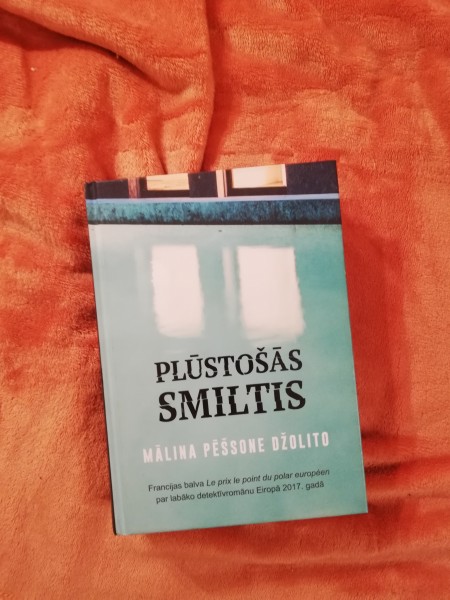 PLŪSTOŠĀS
SMILTIS
MĀLINA PĒŠSONE DŽOLITO
Francijas balva Le prix le point du polar européen
par labāko detektīvromānu Eiropā 2017. gadā